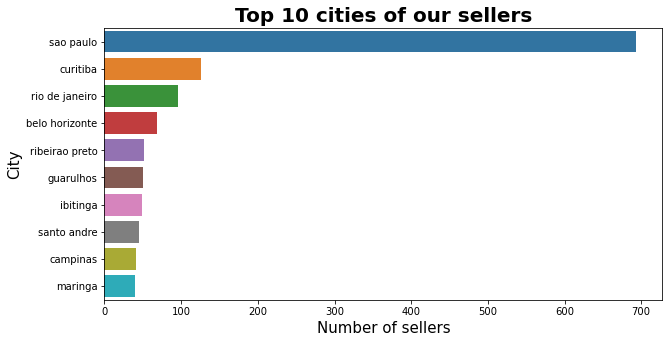 Top 10 cities of our sellers
City
sao paulo
curitiba
rio de janeiro
belo horizonte
ribeirao preto
guarulhos
ibitinga
santo andre
campinas
maringa
0 100 200 300 400 500 600 700
Number of sellers